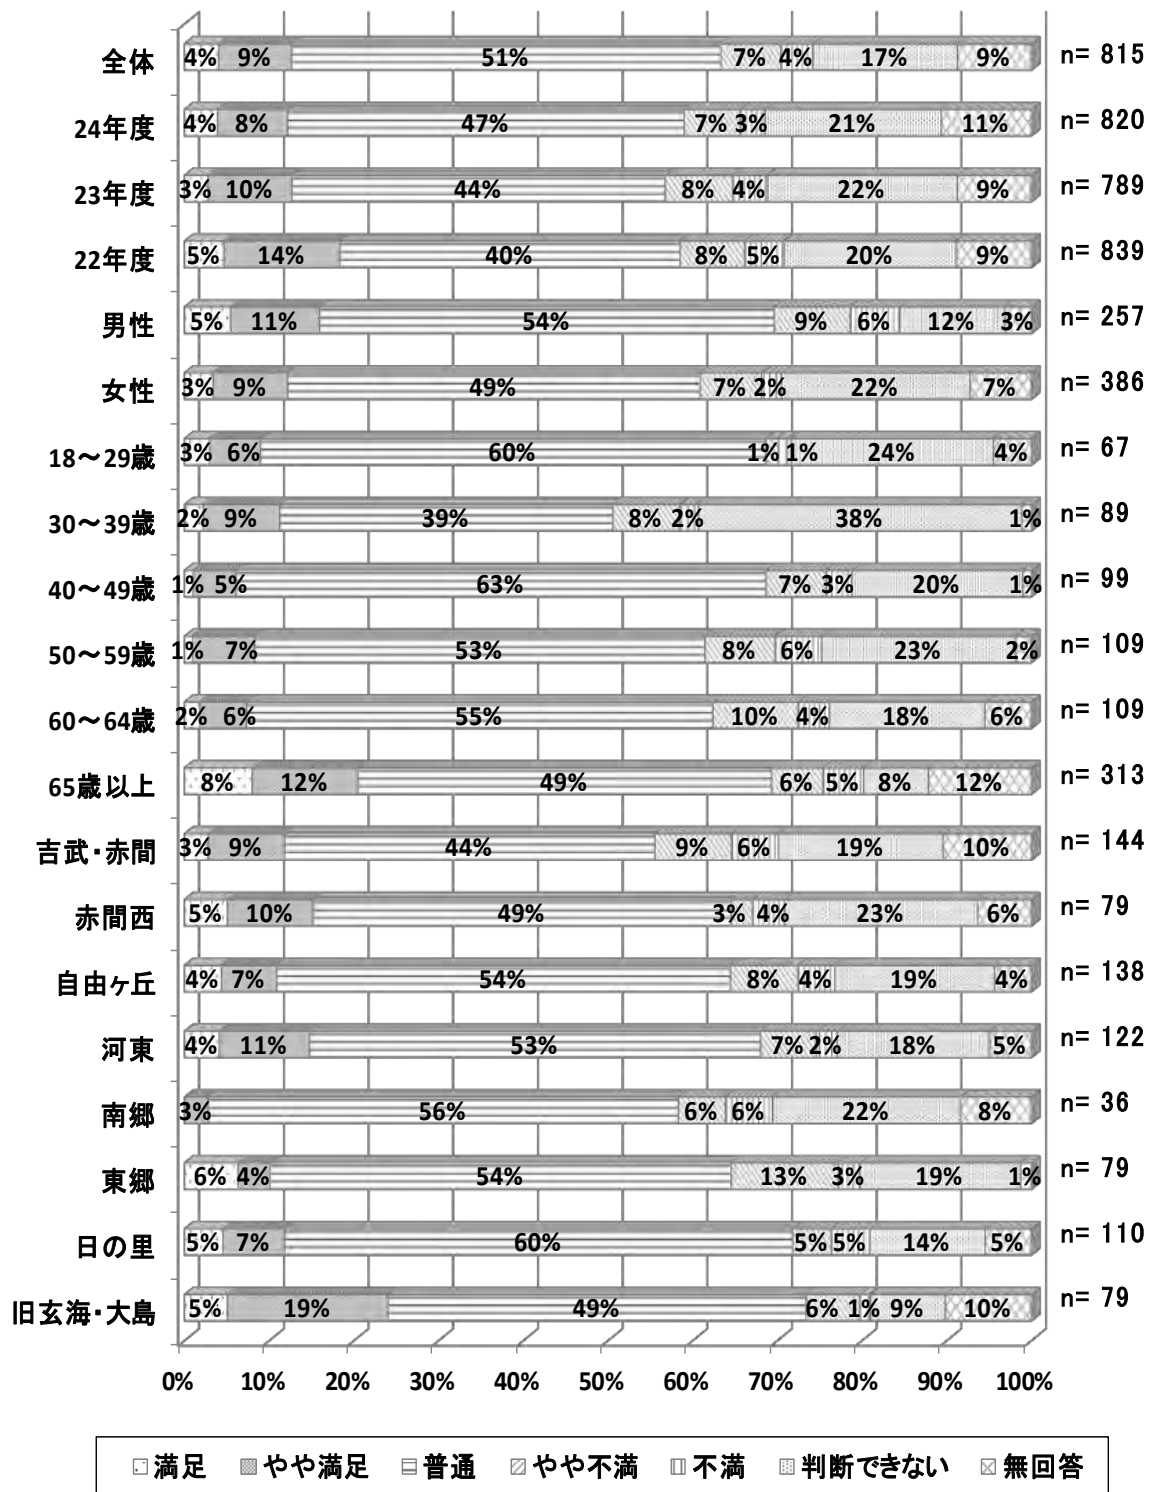 全体 4% 9% 51% 7% 4% 17% 9% n= 815
24年度 4% 8% 47% 7% 3% 21% 11% n= 820
23年度 3% 10% 44% 8% 4% 22% 9% n= 789
22年度 5% 14% 40% 8% 5% 20% 9% n= 839
男性 5% 11% 54% 9% 6% 12% 3% n= 257
女性 3% 9% 49% 7% 2% 22% 7% n= 386
18～29歳 3% 6% 60% 1% 1% 24% 4% n= 67
30～39歳 2% 9% 39% 8% 2% 38% 1% n= 89
40～49歳 1% 5% 63% 7% 3% 20% 1% n= 99
50～59歳 1% 7% 53% 8% 6% 23% 2% n= 109
60～64歳 2% 6% 55% 10% 4% 18% 6% n= 109
65歳以上 8% 12% 49% 6% 5% 8% 12% n= 313
吉武・赤間 3% 9% 44% 9% 6% 19% 10% n= 144
赤間西 5% 10% 49% 3% 4% 23% 6% n= 79
自由ヶ丘 4% 7% 54% 8% 4% 19% 4% n= 138
河東 4% 11% 53% 7% 2% 18% 5% n= 122
南郷 3% 56% 6% 6% 22% 8% n= 36
東郷 6% 4% 54% 13% 3% 19% 1% n= 79
日の里 5% 7% 60% 5% 5% 14% 5% n= 110
旧玄海・大島 5% 19% 49% 6% 1% 9% 10% n= 79
0% 10% 20% 30% 40% 50% 60% 70% 80% 90% 100%
満足 やや満足 普通 やや不満 不満 判断できない 無回答